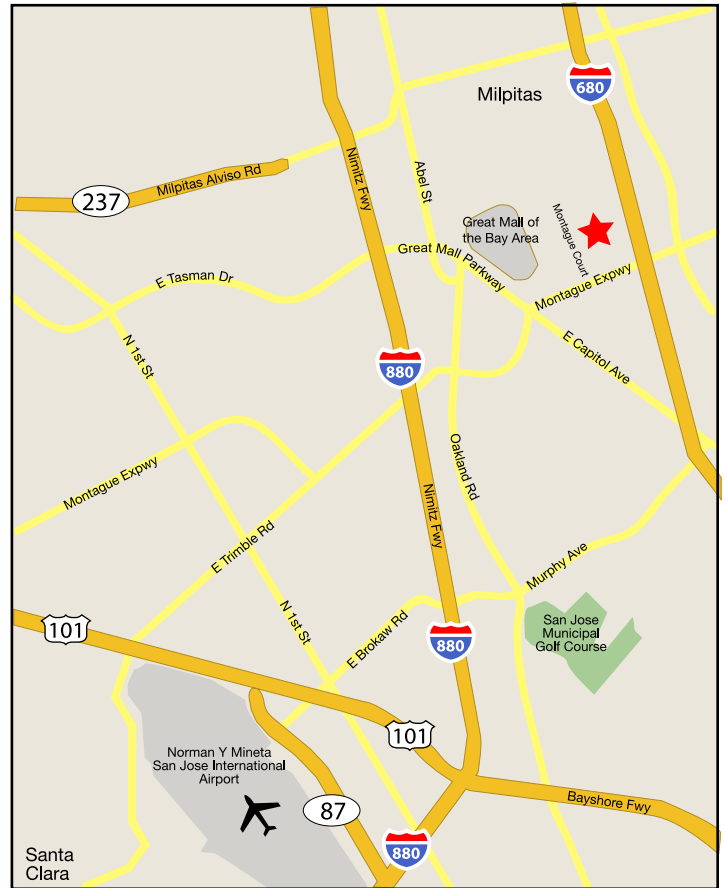 680
Milpitas
Nimitz Fwy
Abel St
Milpitas Alviso Rd
237
Great Mall of
the Bay Area
Montague Court
Great Mall Parkway
E Tasman Dr
Montague Expwy
N 1st St
E Capitol Ave
880
Oakland Rd
Montague Expwy
Nimitz Fwy
E Trimble Rd
Murphy Ave
N 1st St
San Jose
Municipal
Golf Course
101
E Brokaw Rd
880
101
Norman Y Mineta
San Jose International
Airport
87
Bayshore Fwy
880
Santa
Clara